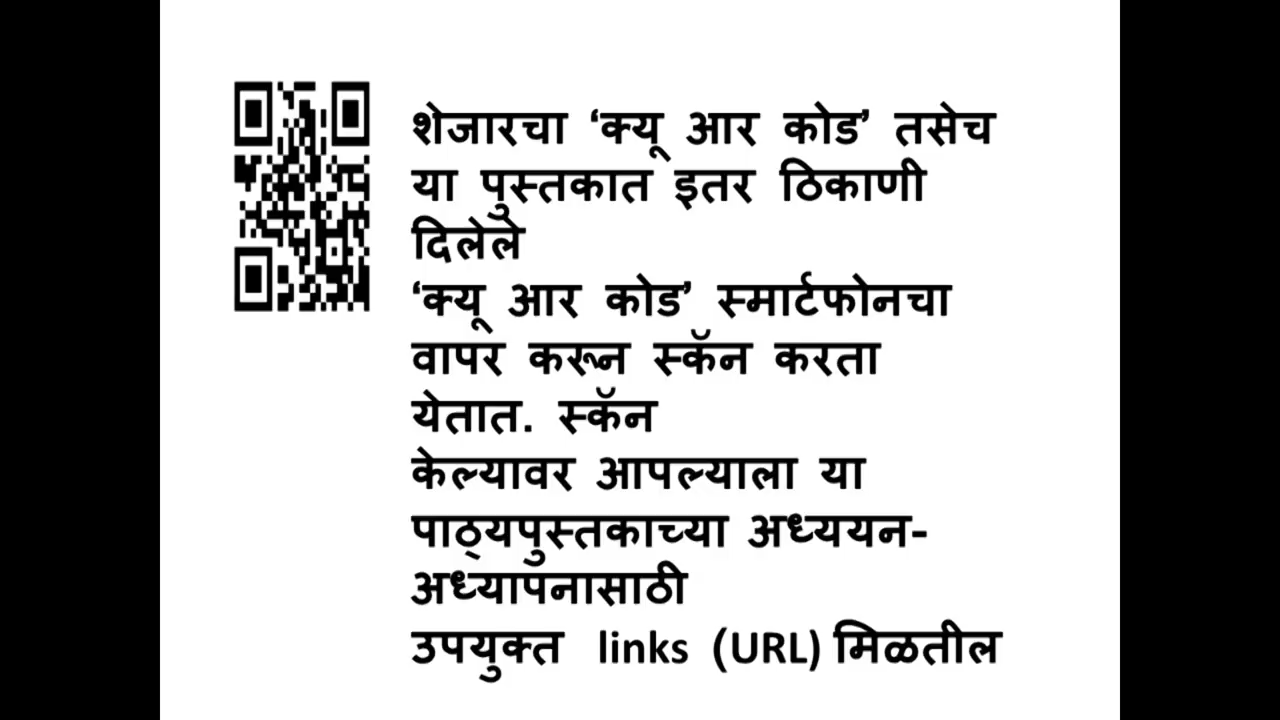 शेजारचा ‘क्यू आर कोड’ तसेच
या पुस्तकात इतर ठिकाणी
दिलेले
‘क्यू आर कोड’ स्मार्टफोनचा
वापर करून स्कॅन करता
येतात. स्कॅन
केल्यावर आपल्याला या
पाठ्यपुस्तकाच्या अध्ययन-
अध्यापनासाठी
उपयुक्त links (URL) मिळतील